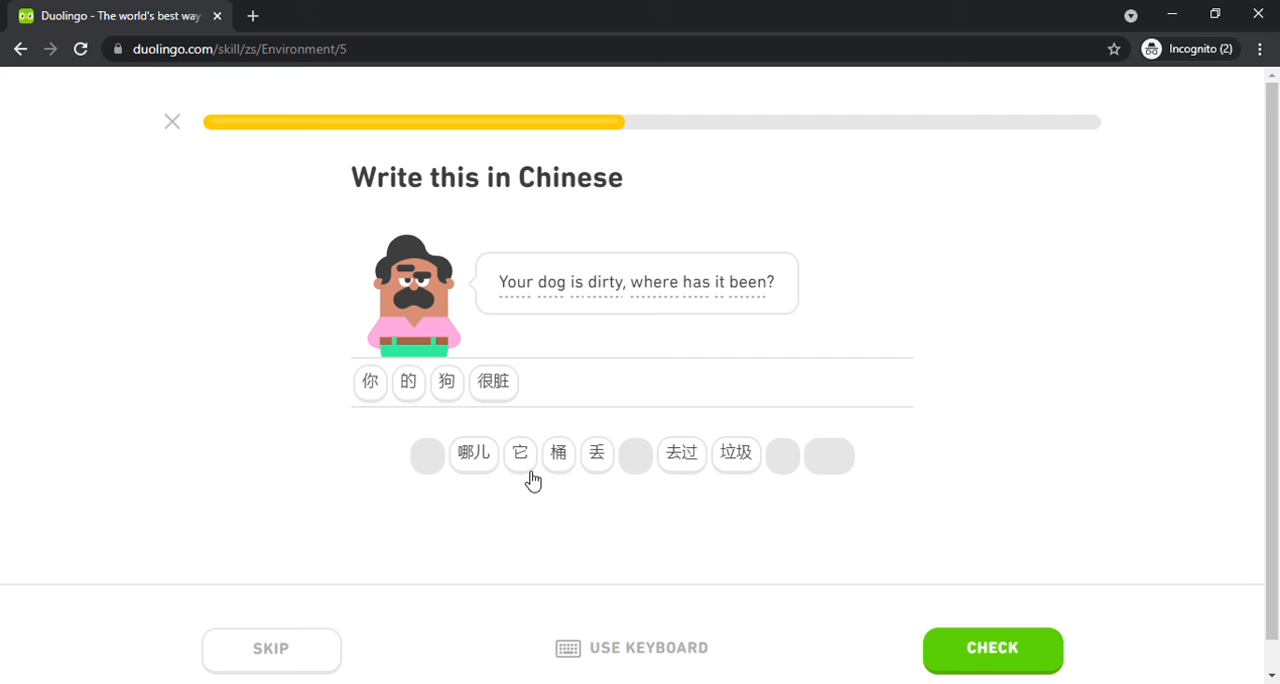 Duolingo - The world's best way
duolingo.com/skill/zs/Environment/5
Incognito (2)
Write this in Chinese
Your dog is dirty, where has it been?
你 的 狗 很脏
哪儿 它 桶 丢 去过 垃圾
SKIP
USE KEYBOARD
CHECK